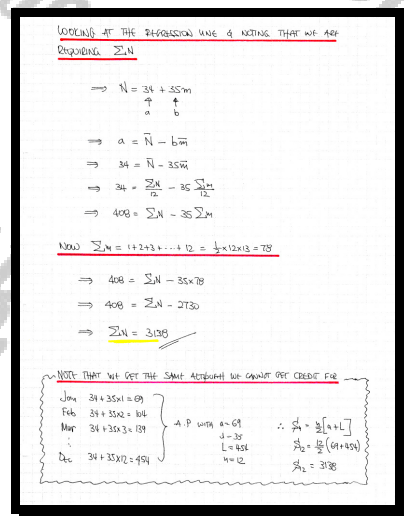 LOOKING AT THE REGRESSION LINE & NOTING THAT WE ARE
REQUIRING ΣN
⇒ N = 34 + 35m
↑ ↑
a b
⇒ a = N̄ - bm̄
⇒ 34 = N̄ - 35m̄
⇒ 34 = ΣN/12 - 35 Σm/12
⇒ 408 = ΣN - 35 Σm
NOW Σm = 1+2+3+....+12 = ½×12×13 = 78
⇒ 408 = ΣN - 35×78
⇒ 408 = ΣN - 2730
⇒ ΣN = 3138
NOTE THAT WE GET THE SAME ALTHOUGH WE CANNOT GET CREDIT FOR
Jan 34 + 35×1 = 69
Feb 34 + 35×2 = 104
Mar 34 + 35×3 = 139
⋮
Dec 34 + 35×12 = 454
A.P WITH a = 69
d = 35
L = 454
n = 12
∴ Sn = n/2 [a+L]
S12 = 12/2 (69+454)
S12 = 3138